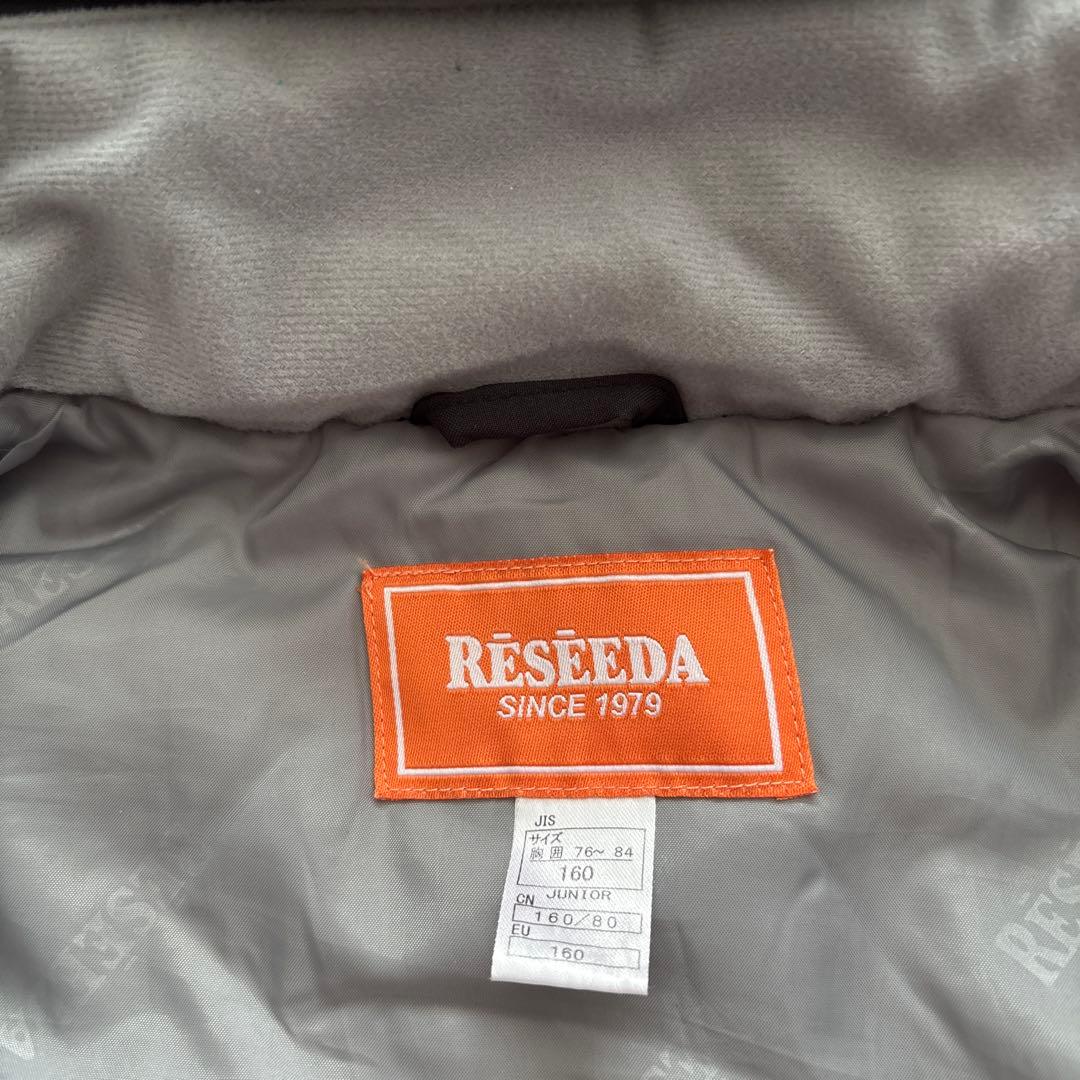 RĒSĒEDA
SINCE 1979
JIS
サイズ
胸囲 76~ 84
160
JUNIOR
CN
160/80
EU
160